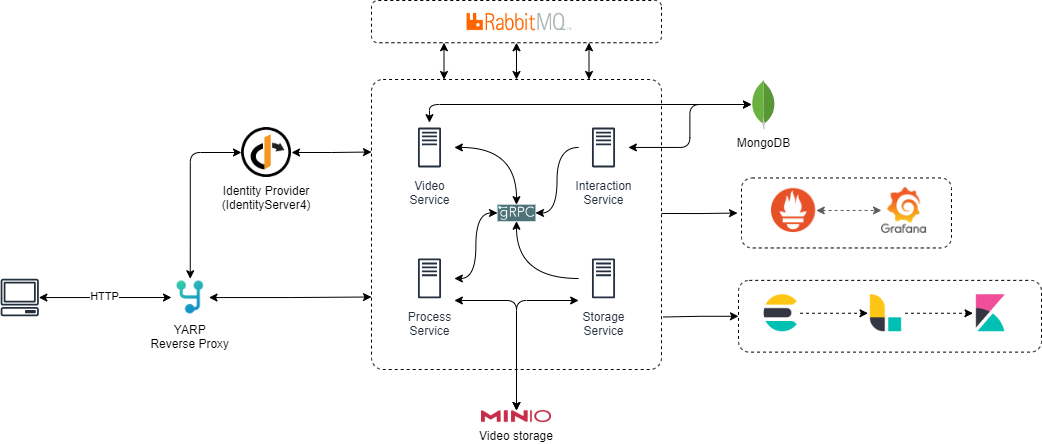 RabbitMQ
MongoDB
Video
Service
Interaction
Service
Identity Provider
(IdentityServer4)
gRPC
Grafana
HTTP
YARP
Reverse Proxy
Process
Service
Storage
Service
MINIO
Video storage